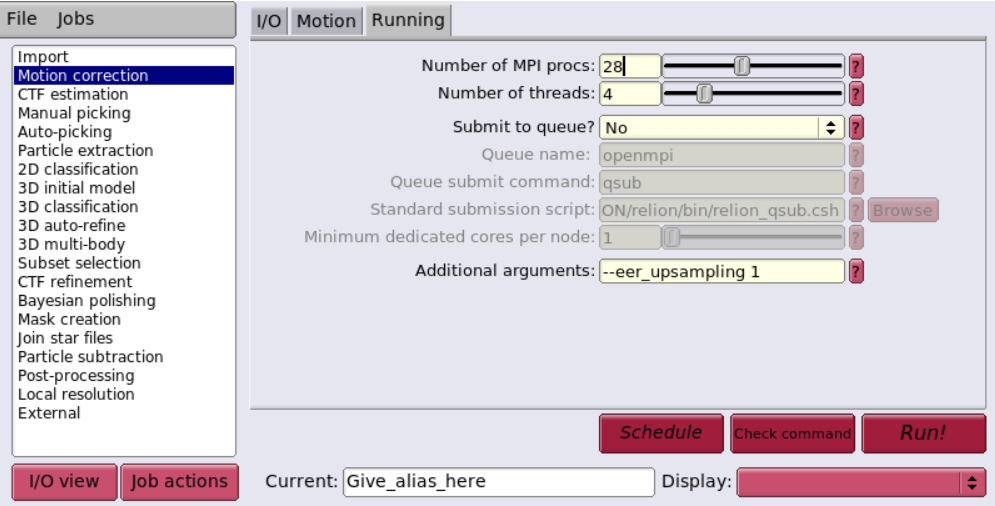 File Jobs
I/O Motion Running
Import
Motion correction
CTF estimation
Manual picking
Auto-picking
Particle extraction
2D classification
3D initial model
3D classification
3D auto-refine
3D multi-body
Subset selection
CTF refinement
Bayesian polishing
Mask creation
Join star files
Particle subtraction
Post-processing
Local resolution
External
Number of MPI procs: 28 ?
Number of threads: 4 ?
Submit to queue? No ?
Queue name: openmpi ?
Queue submit command: qsub ?
Standard submission script: ON/relion/bin/relion_qsub.csh ? Browse
Minimum dedicated cores per node: 1 ?
Additional arguments: --eer_upsampling 1 ?
Schedule Check command Run!
I/O view Job actions Current: Give_alias_here Display: